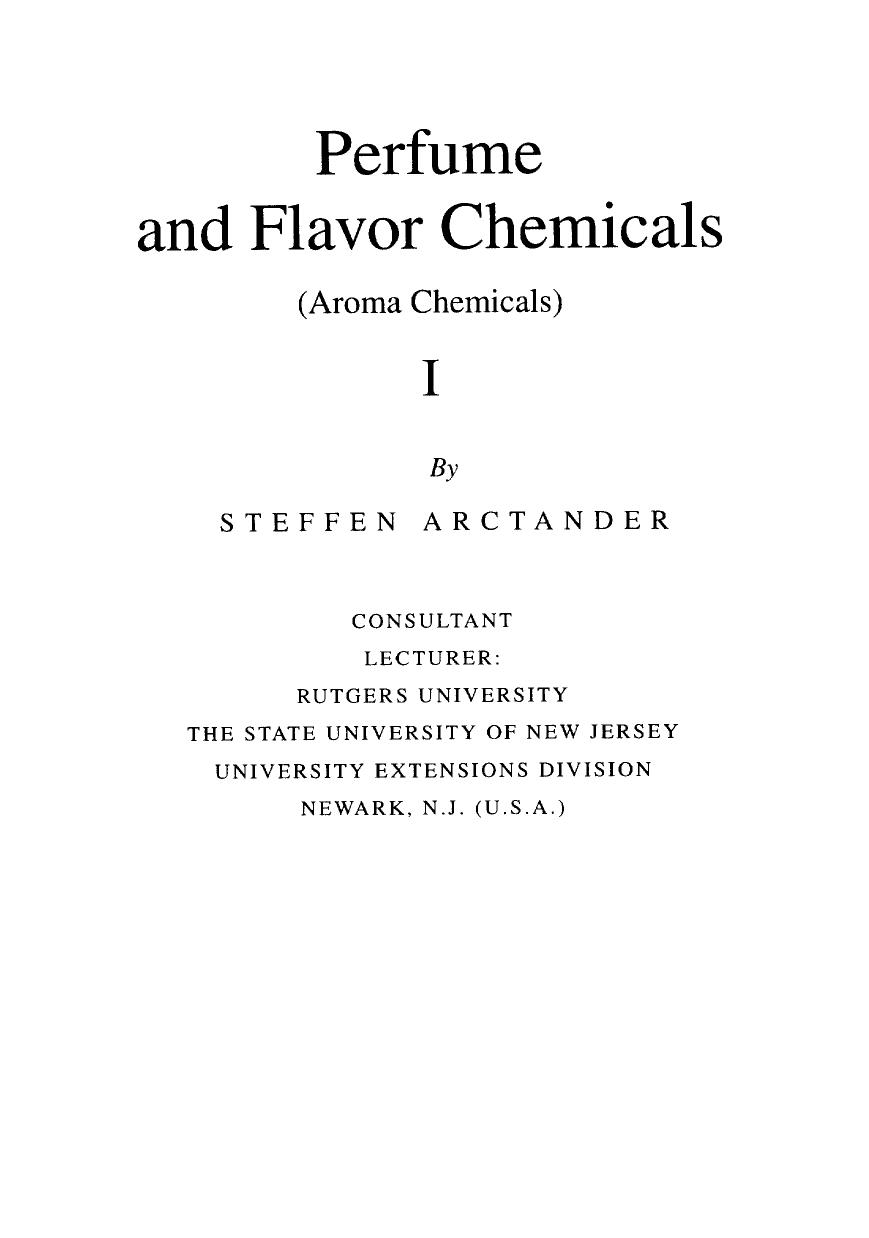 Perfume
and Flavor Chemicals
(Aroma Chemicals)
I
By
STEFFEN ARCTANDER
CONSULTANT
LECTURER:
RUTGERS UNIVERSITY
THE STATE UNIVERSITY OF NEW JERSEY
UNIVERSITY EXTENSIONS DIVISION
NEWARK, N.J. (U.S.A.)